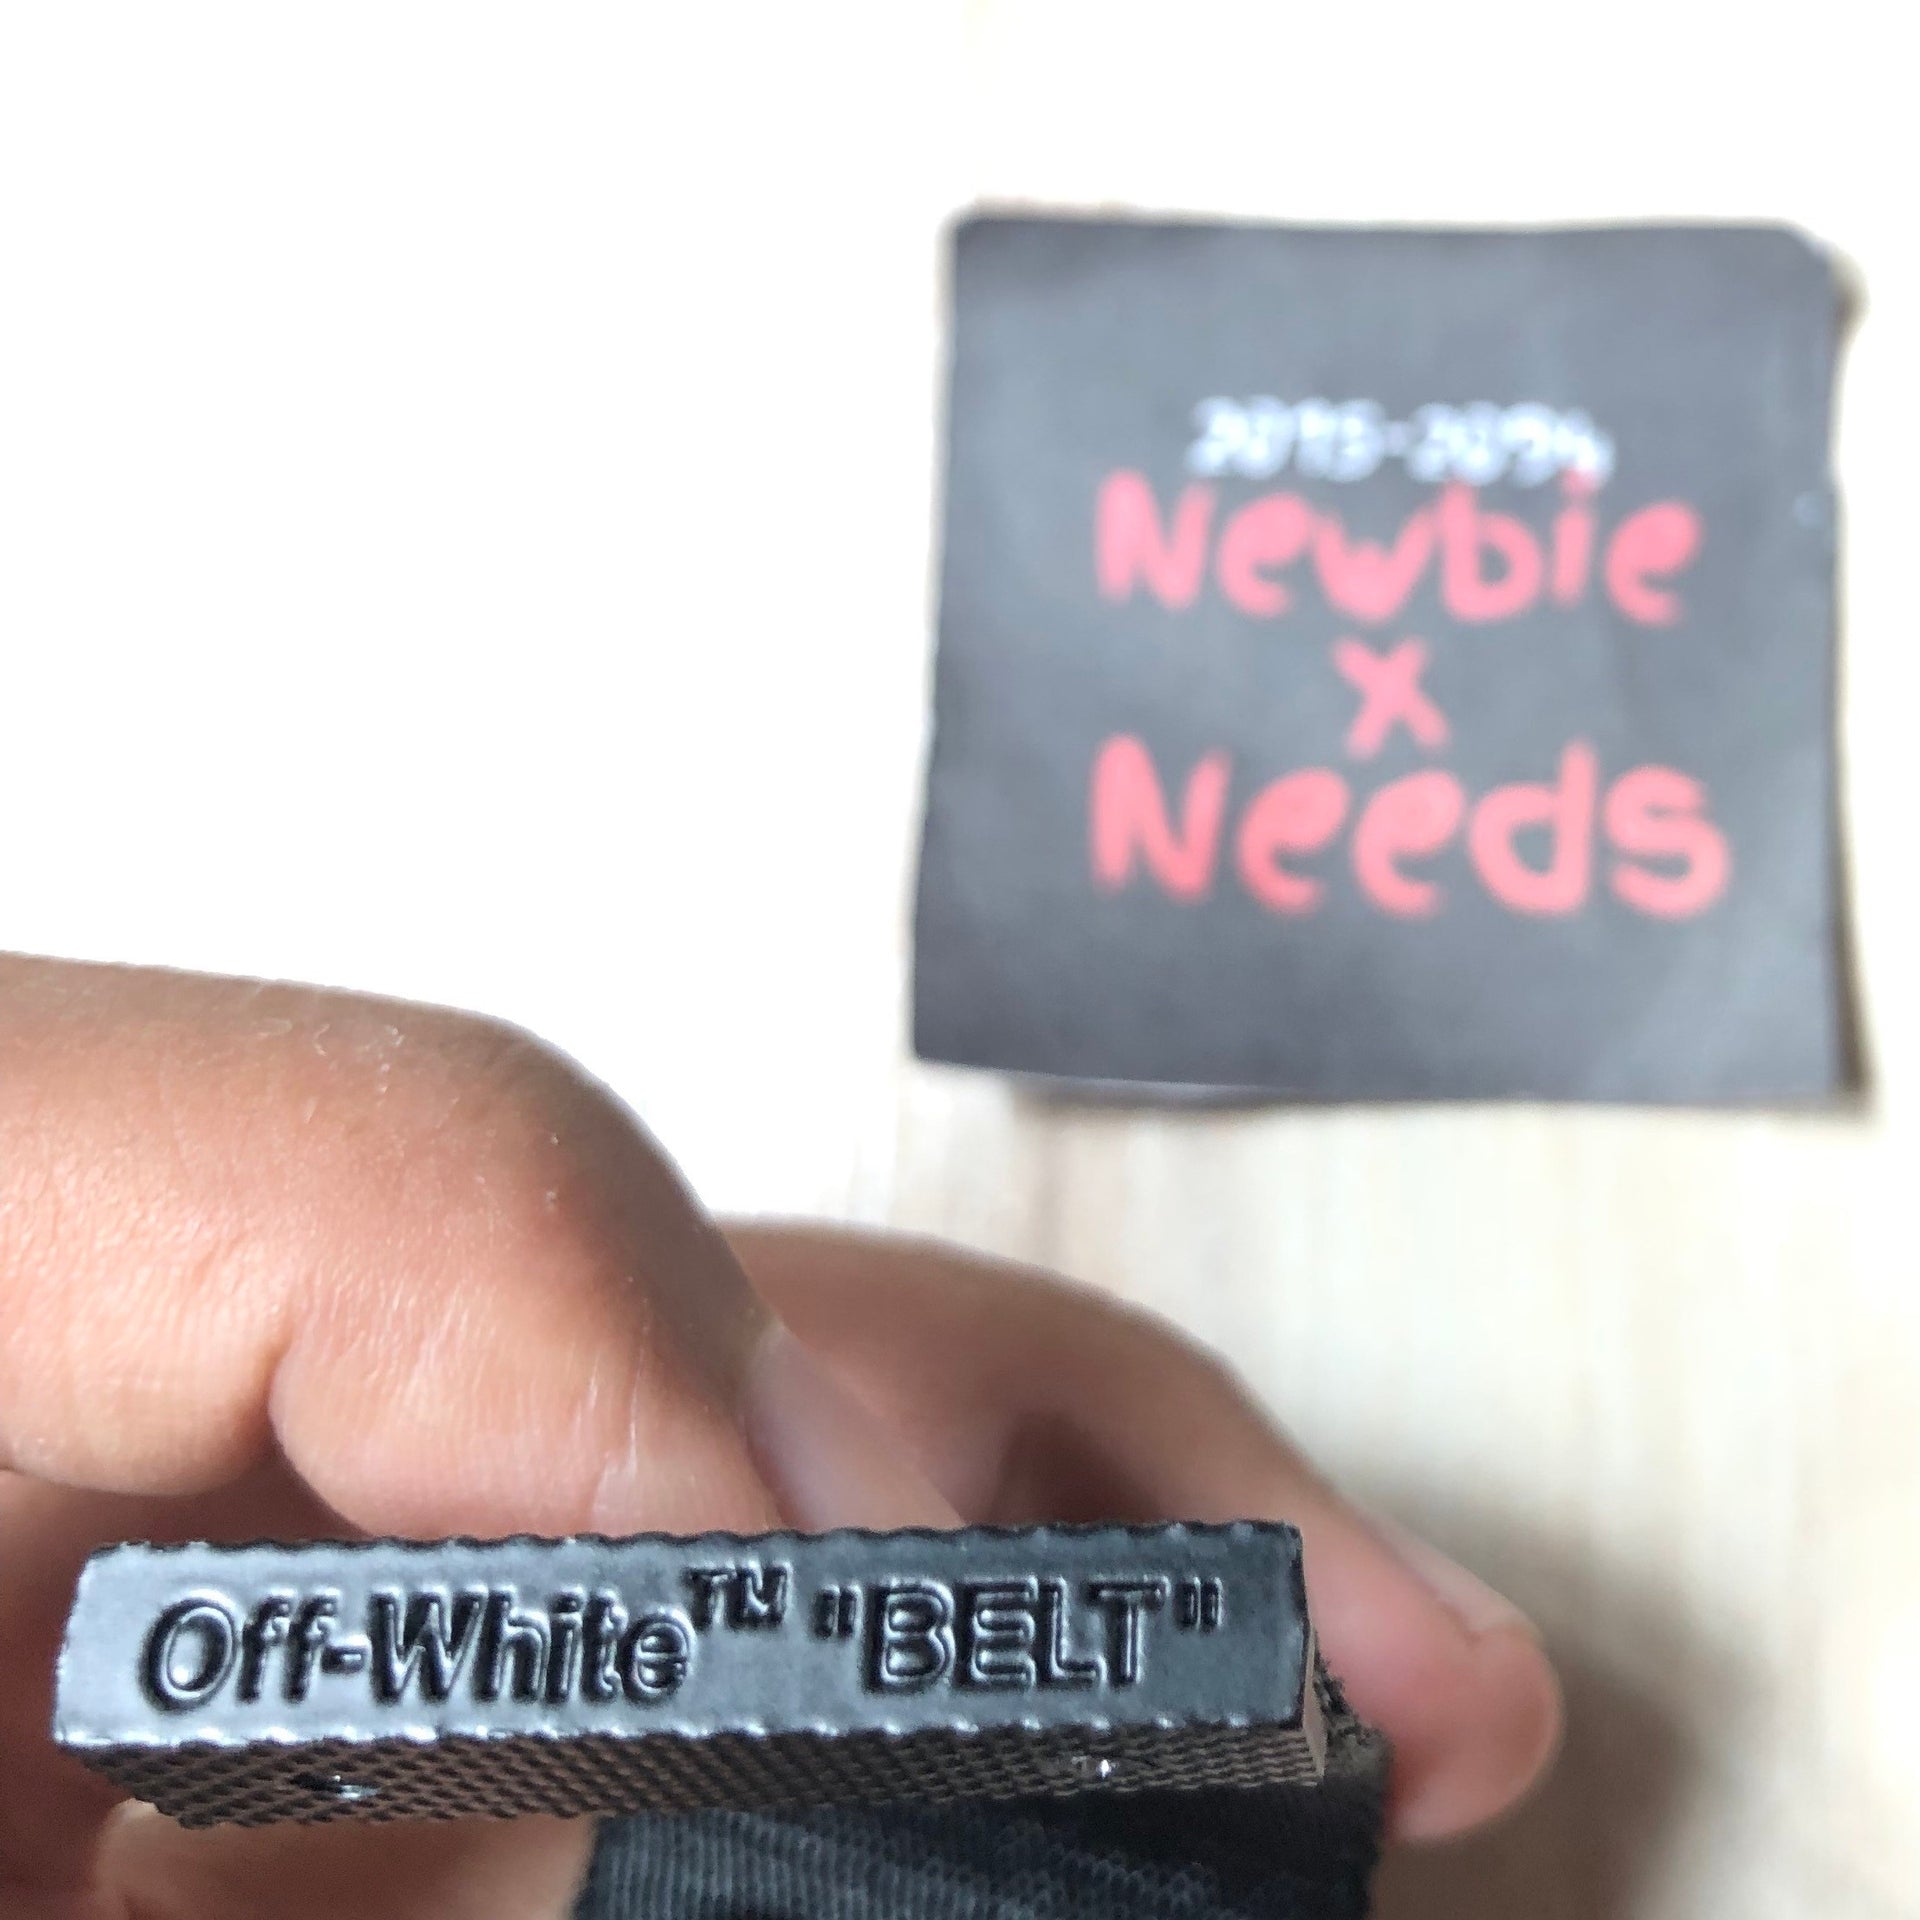 Newbie
x
Needs
Off-White™ "BELT"